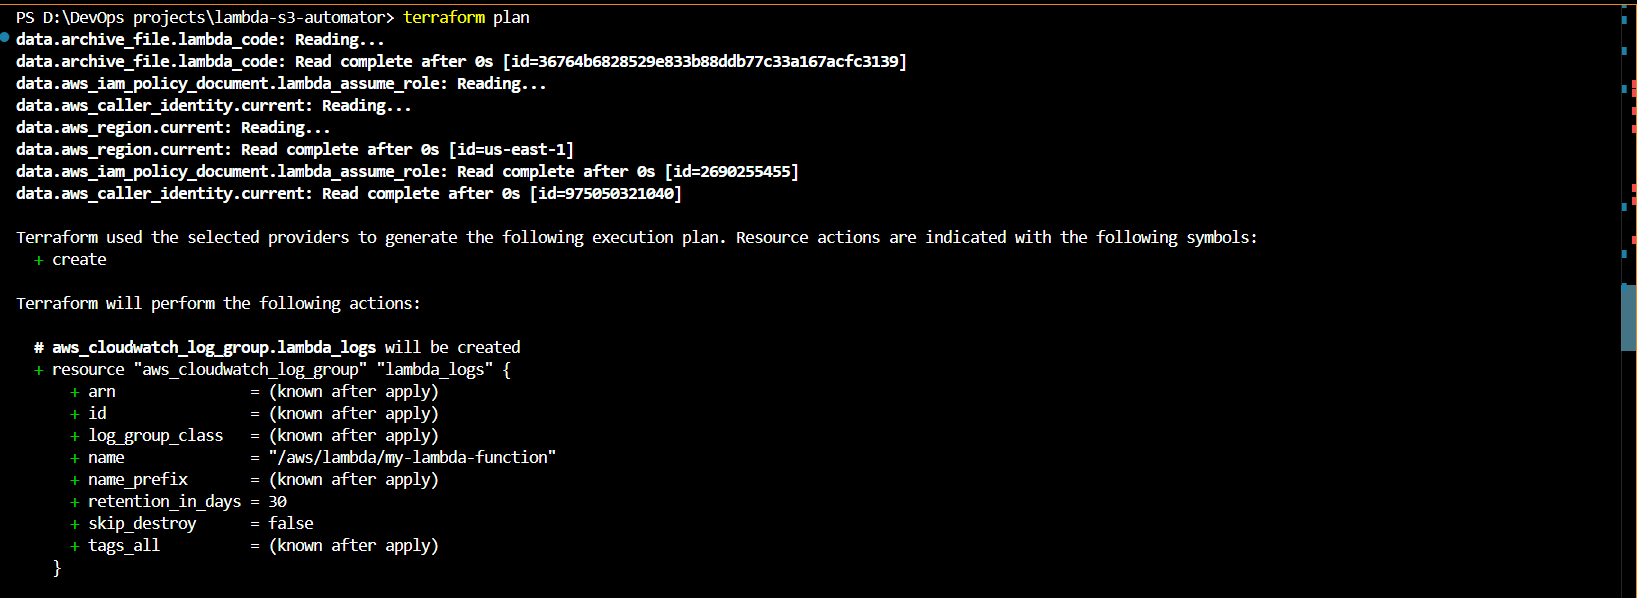 PS D:\DevOps projects\lambda-s3-automator> terraform plan
data.archive_file.lambda_code: Reading...
data.archive_file.lambda_code: Read complete after 0s [id=36764b6828529e833b88ddb77c33a167acfc3139]
data.aws_iam_policy_document.lambda_assume_role: Reading...
data.aws_caller_identity.current: Reading...
data.aws_region.current: Reading...
data.aws_region.current: Read complete after 0s [id=us-east-1]
data.aws_iam_policy_document.lambda_assume_role: Read complete after 0s [id=2690255455]
data.aws_caller_identity.current: Read complete after 0s [id=975050321040]

Terraform used the selected providers to generate the following execution plan. Resource actions are indicated with the following symbols:
  + create

Terraform will perform the following actions:

  # aws_cloudwatch_log_group.lambda_logs will be created
  + resource "aws_cloudwatch_log_group" "lambda_logs" {
      + arn               = (known after apply)
      + id                = (known after apply)
      + log_group_class   = (known after apply)
      + name              = "/aws/lambda/my-lambda-function"
      + name_prefix       = (known after apply)
      + retention_in_days = 30
      + skip_destroy      = false
      + tags_all          = (known after apply)
    }